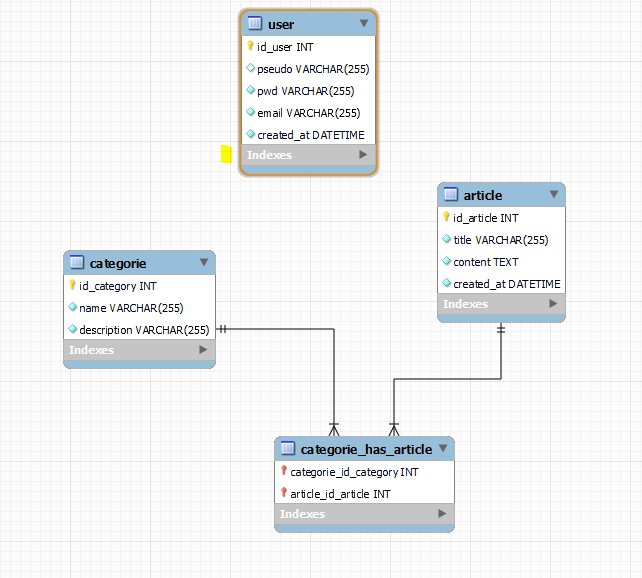 user
id_user INT
pseudo VARCHAR(255)
pwd VARCHAR(255)
email VARCHAR(255)
created_at DATETIME
Indexes
article
id_article INT
title VARCHAR(255)
content TEXT
created_at DATETIME
Indexes
categorie
id_category INT
name VARCHAR(255)
description VARCHAR(255)
Indexes
categorie_has_article
categorie_id_category INT
article_id_article INT
Indexes